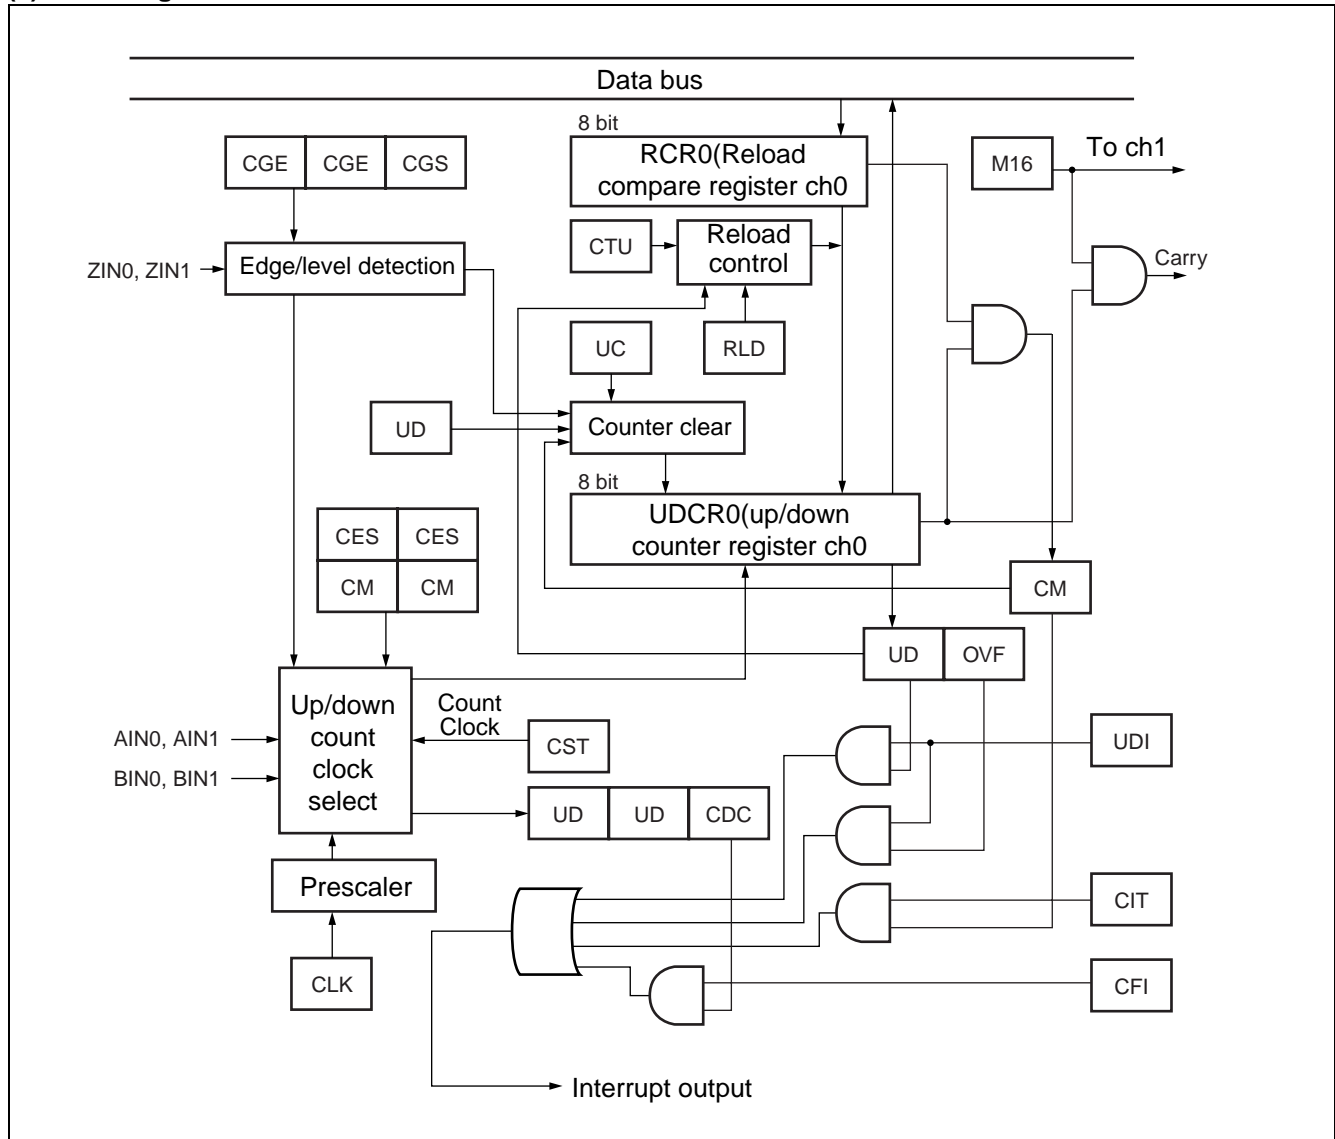 Data bus
8 bit
CGE CGE CGS
RCR0(Reload
compare register ch0
M16
To ch1
CTU
Reload
control
ZIN0, ZIN1
Edge/level detection
Carry
UC
RLD
UD
Counter clear
8 bit
UDCR0(up/down
counter register ch0
CES CES
CM CM
CM
UD OVF
Up/down
count
clock
select
Count
Clock
AIN0, AIN1
BIN0, BIN1
CST
UDI
UD UD CDC
Prescaler
CIT
CLK
CFI
Interrupt output